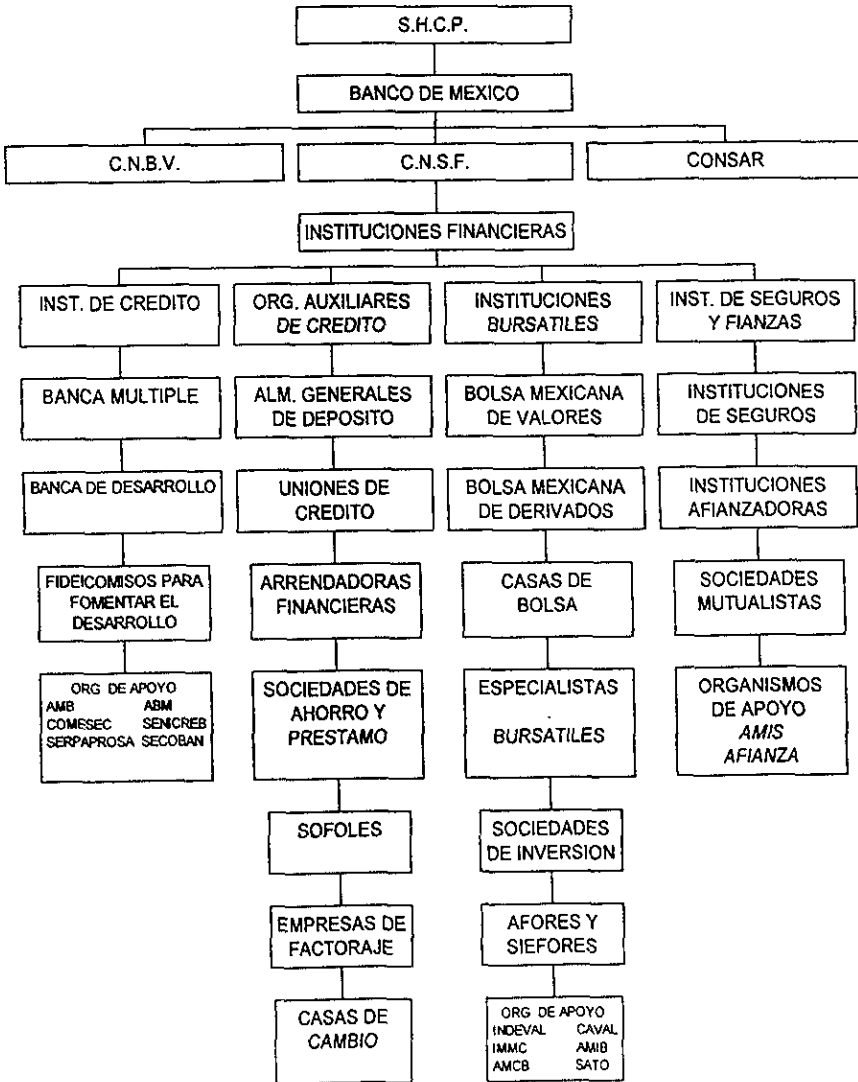 S.H.C.P.
BANCO DE MEXICO
C.N.B.V.
C.N.S.F.
CONSAR
INSTITUCIONES FINANCIERAS
INST. DE CREDITO
BANCA MULTIPLE
BANCA DE DESARROLLO
FIDEICOMISOS PARA
FOMENTAR EL
DESARROLLO
ORG DE APOYO
AMB ABM
COMESEC SENICREB
SERPAPROSA SECOBAN
ORG. AUXILIARES
DE CREDITO
ALM. GENERALES
DE DEPOSITO
UNIONES DE
CREDITO
ARRENDADORAS
FINANCIERAS
SOCIEDADES DE
AHORRO Y
PRESTAMO
SOFOLES
EMPRESAS DE
FACTORAJE
CASAS DE
CAMBIO
INSTITUCIONES
BURSATILES
BOLSA MEXICANA
DE VALORES
BOLSA MEXICANA
DE DERIVADOS
CASAS DE
BOLSA
ESPECIALISTAS
BURSATILES
SOCIEDADES
DE INVERSION
AFORES Y
SIEFORES
ORG DE APOYO
INDEVAL CAVAL
IMMC AMIB
AMCB SATO
INST. DE SEGUROS
Y FIANZAS
INSTITUCIONES
DE SEGUROS
INSTITUCIONES
AFIANZADORAS
SOCIEDADES
MUTUALISTAS
ORGANISMOS
DE APOYO
AMIS
AFIANZA